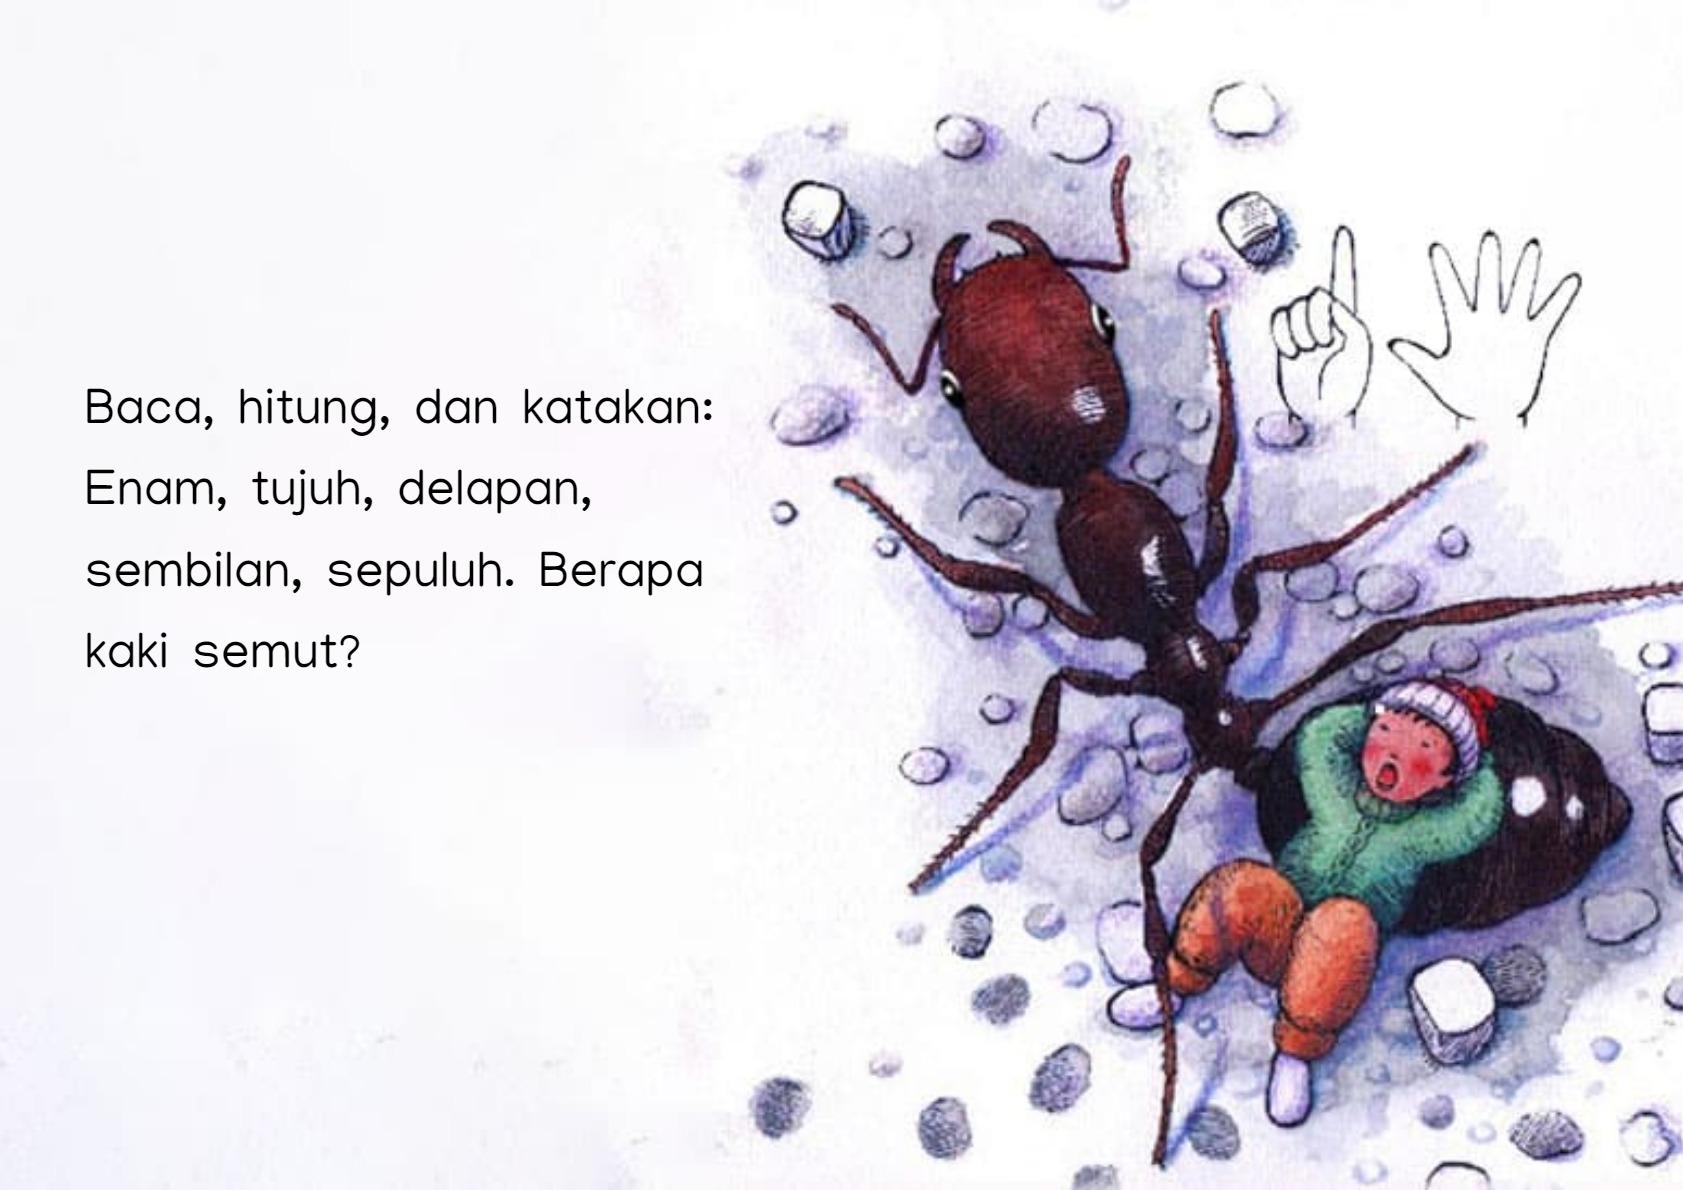 Baca, hitung, dan katakan:
Enam, tujuh, delapan,
sembilan, sepuluh. Berapa
kaki semut?